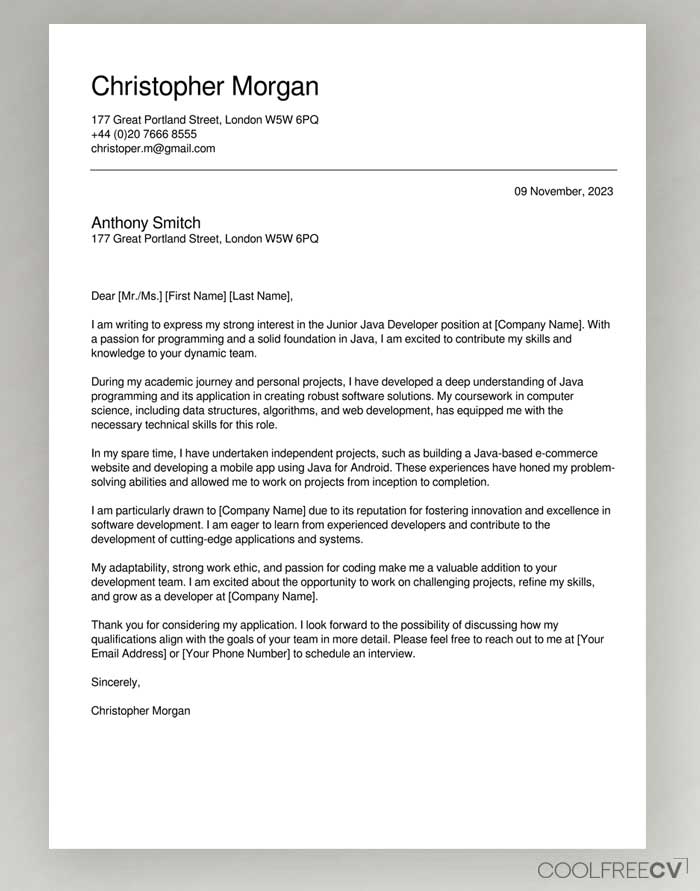 Christopher Morgan
177 Great Portland Street, London W5W 6PQ
+44 (0)20 7666 8555
christoper.m@gmail.com
09 November, 2023
Anthony Smitch
177 Great Portland Street, London W5W 6PQ
Dear [Mr./Ms.] [First Name] [Last Name],
I am writing to express my strong interest in the Junior Java Developer position at [Company Name]. With
a passion for programming and a solid foundation in Java, I am excited to contribute my skills and
knowledge to your dynamic team.
During my academic journey and personal projects, I have developed a deep understanding of Java
programming and its application in creating robust software solutions. My coursework in computer
science, including data structures, algorithms, and web development, has equipped me with the
necessary technical skills for this role.
In my spare time, I have undertaken independent projects, such as building a Java-based e-commerce
website and developing a mobile app using Java for Android. These experiences have honed my problem-
solving abilities and allowed me to work on projects from inception to completion.
I am particularly drawn to [Company Name] due to its reputation for fostering innovation and excellence in
software development. I am eager to learn from experienced developers and contribute to the
development of cutting-edge applications and systems.
My adaptability, strong work ethic, and passion for coding make me a valuable addition to your
development team. I am excited about the opportunity to work on challenging projects, refine my skills,
and grow as a developer at [Company Name].
Thank you for considering my application. I look forward to the possibility of discussing how my
qualifications align with the goals of your team in more detail. Please feel free to reach out to me at [Your
Email Address] or [Your Phone Number] to schedule an interview.
Sincerely,
Christopher Morgan
COOLFREECV